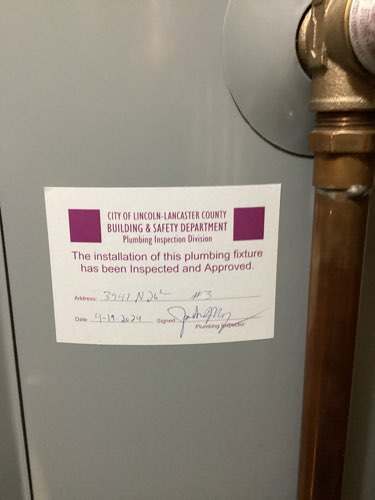 CITY OF LINCOLN-LANCASTER COUNTY
BUILDING & SAFETY DEPARTMENT
Plumbing Inspection Division
The installation of this plumbing fixture
has been Inspected and Approved.
Address: 3941 N 26th #3
Date 9-19-2024 Signed
Plumbing Inspector